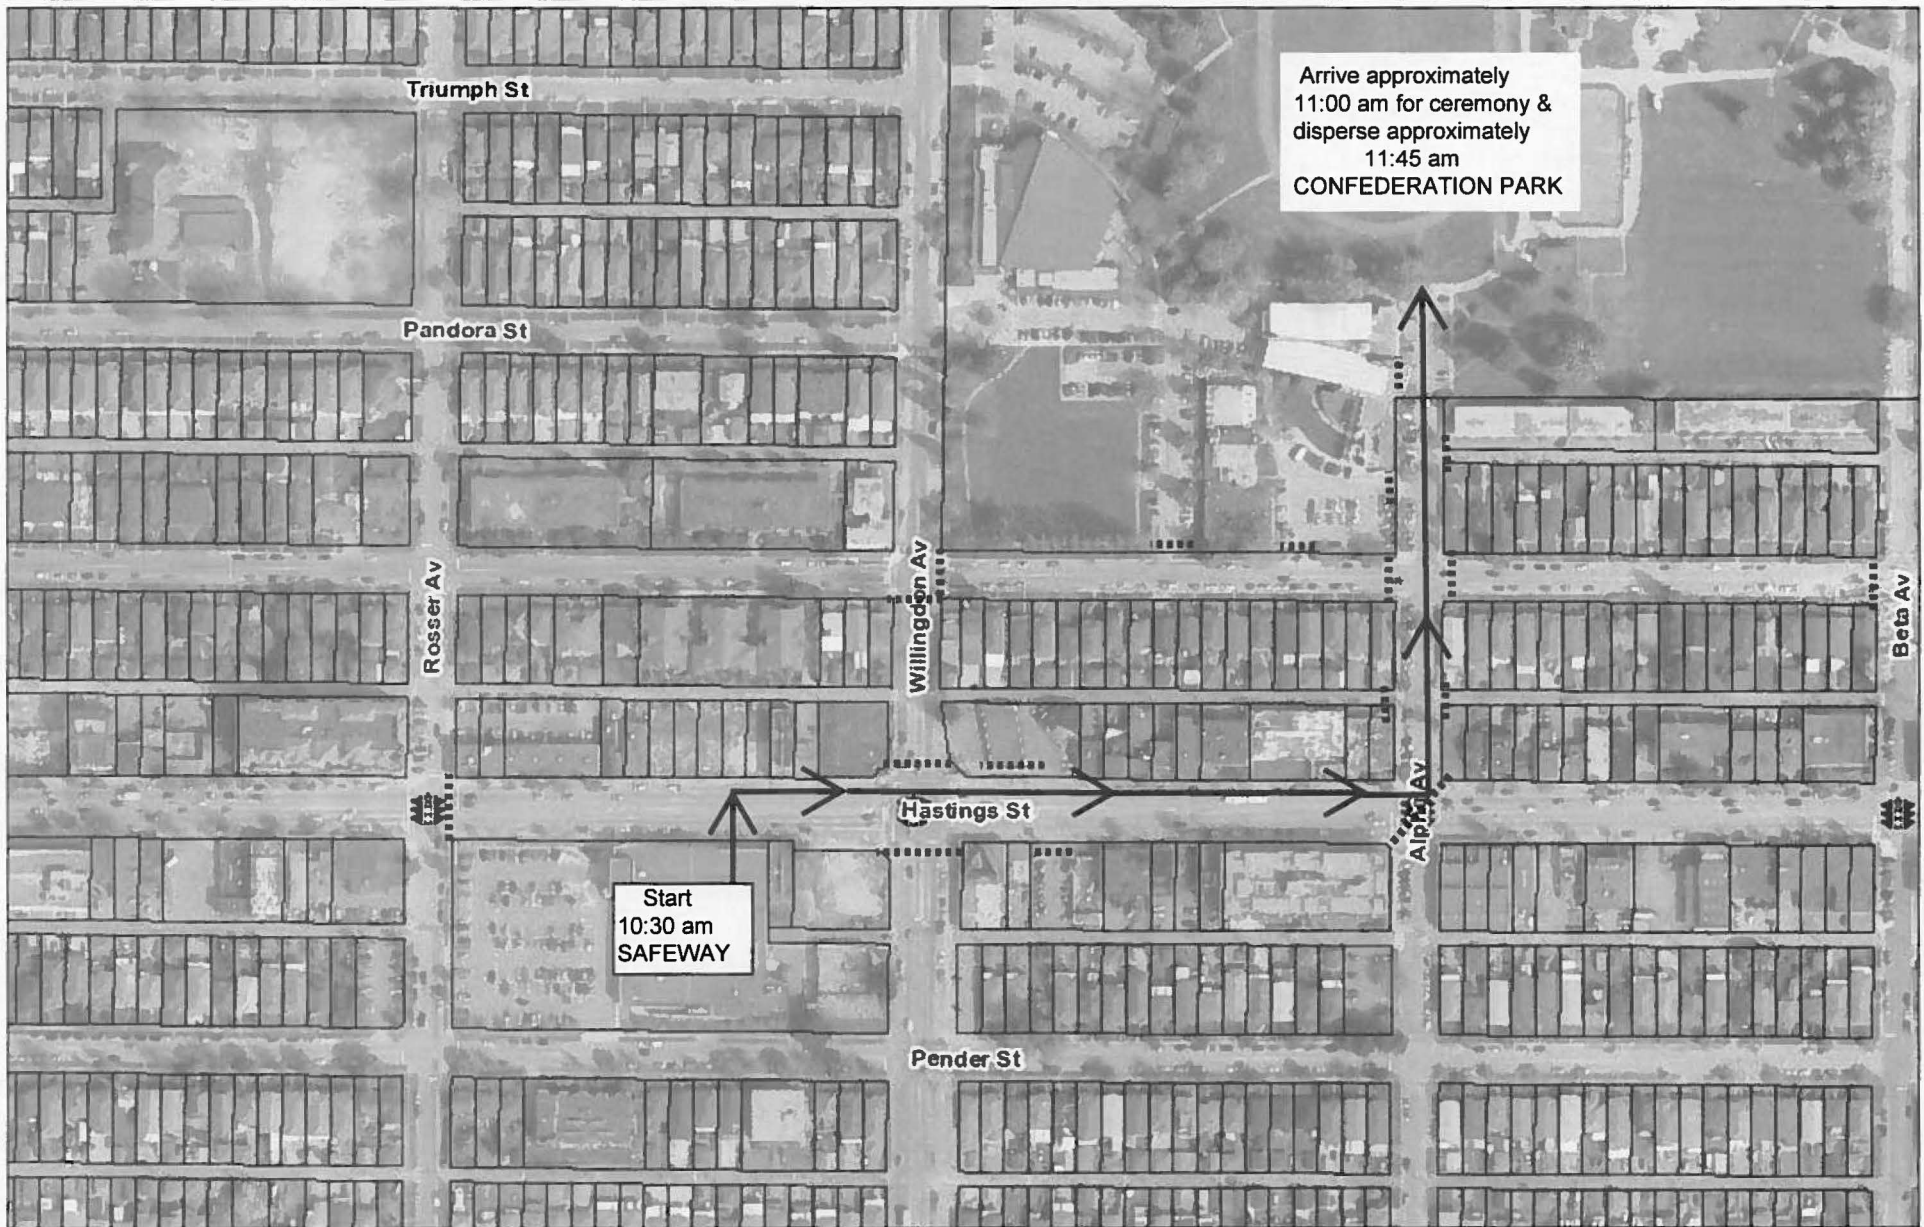 Triumph St
Arrive approximately
11:00 am for ceremony &
disperse approximately
11:45 am
CONFEDERATION PARK
Pandora St
Rosser Av
Willingdon Av
Beta Av
Hastings St
Alpha Av
Start
10:30 am
SAFEWAY
Pender St